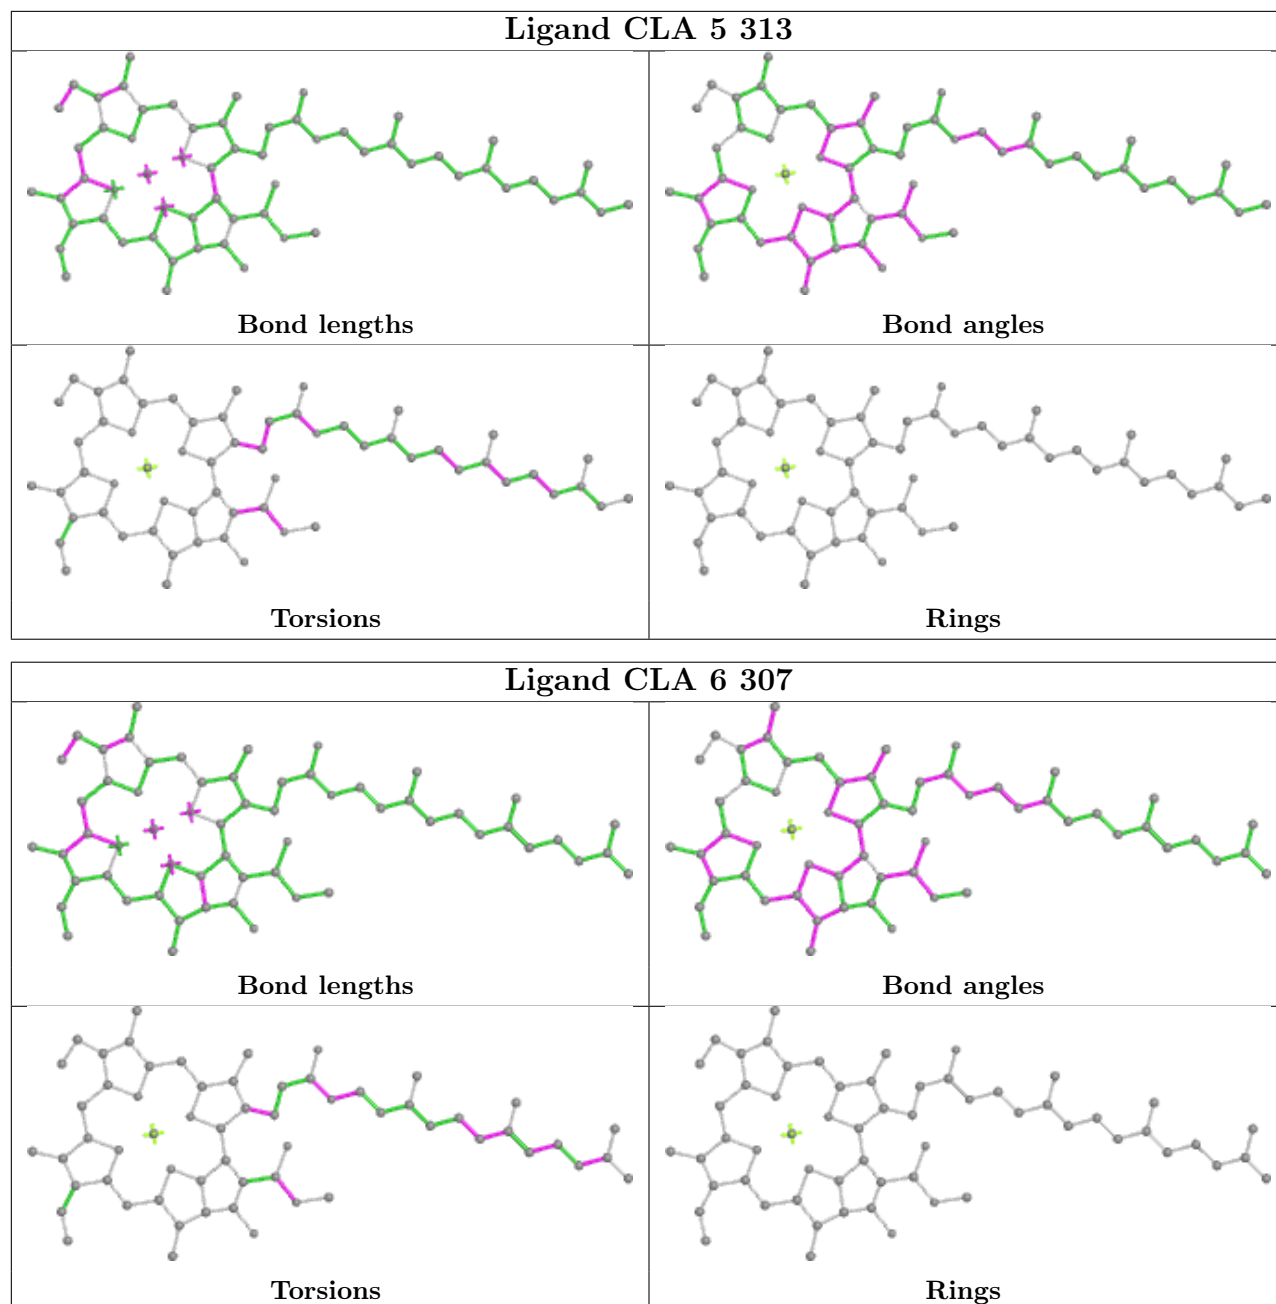 Ligand CLA 5 313
Bond lengths
Bond angles
Torsions
Rings
Ligand CLA 6 307
Bond lengths
Bond angles
Torsions
Rings